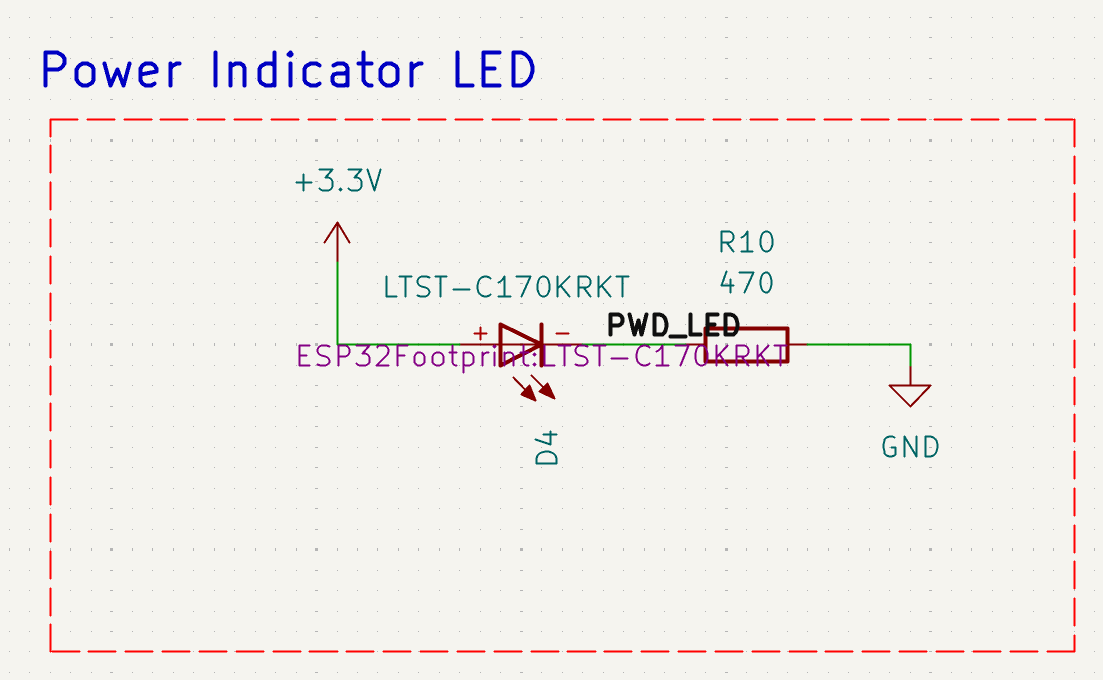 Power Indicator LED
+3.3V
R10
470
LTST-C170KRKT
+
-
PWD_LED
ESP32Footprint:LTST-C170KRKT
D4
GND